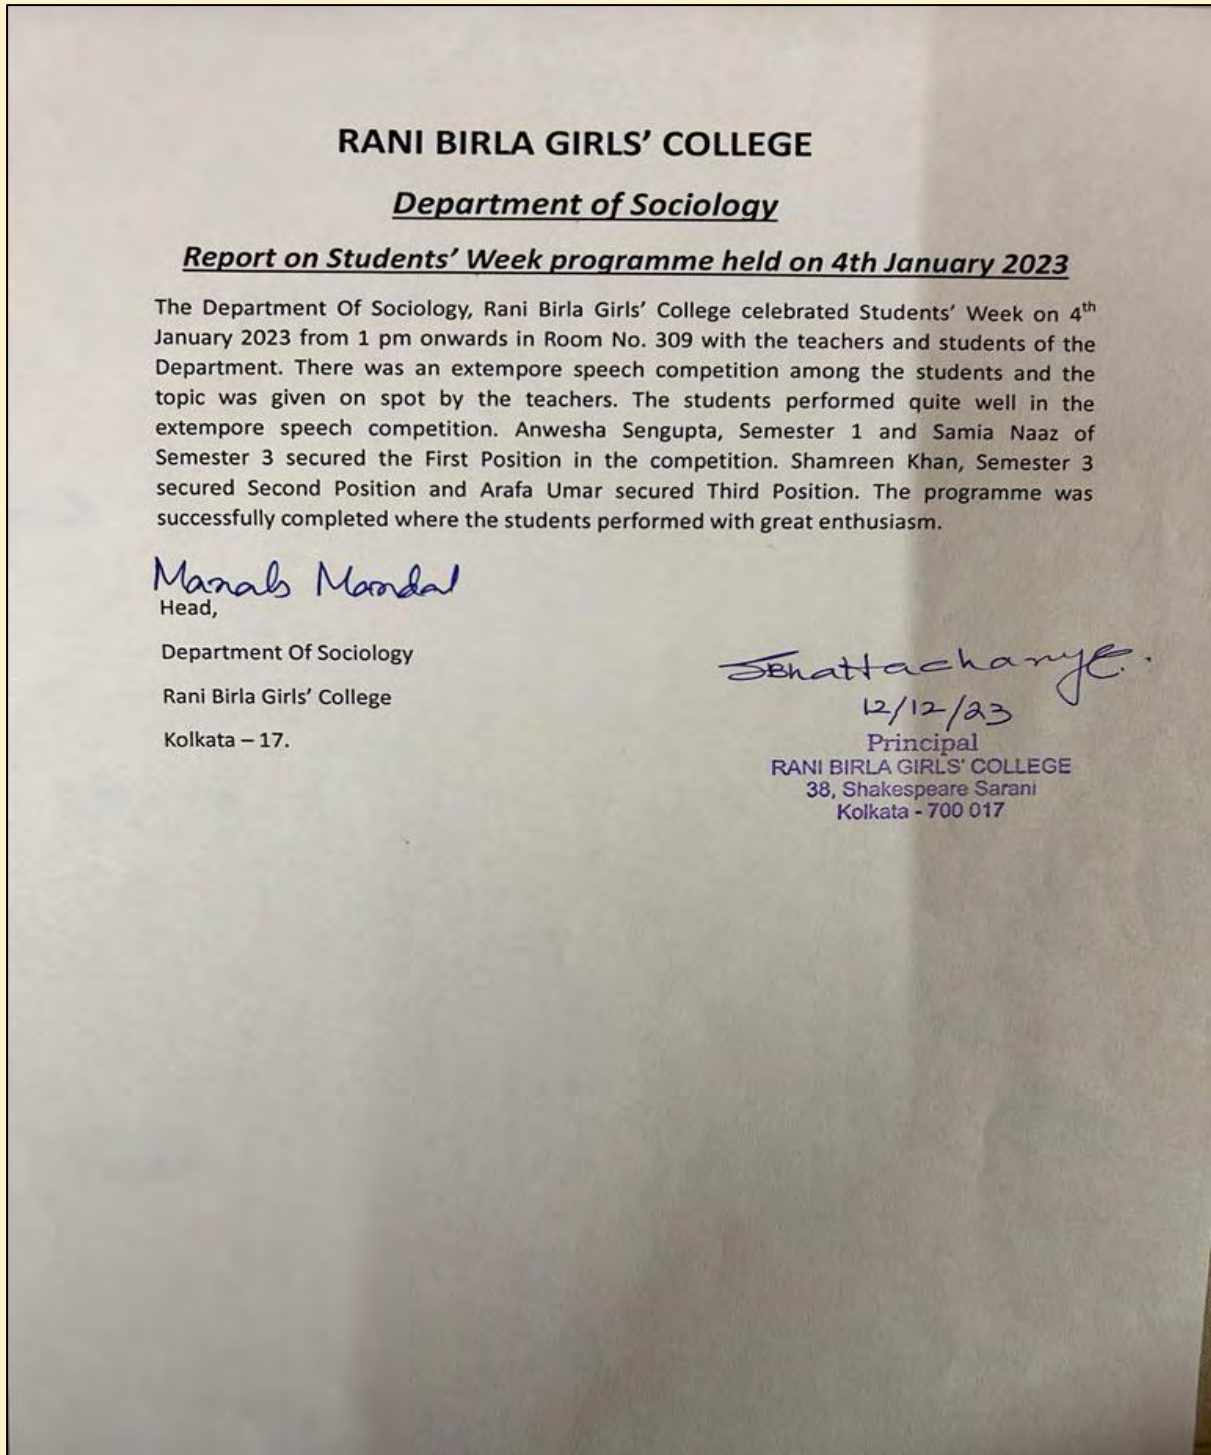 RANI BIRLA GIRLS’ COLLEGE
Department of Sociology
Report on Students’ Week programme held on 4th January 2023
The Department Of Sociology, Rani Birla Girls’ College celebrated Students’ Week on 4th
January 2023 from 1 pm onwards in Room No. 309 with the teachers and students of the
Department. There was an extempore speech competition among the students and the
topic was given on spot by the teachers. The students performed quite well in the
extempore speech competition. Anwesha Sengupta, Semester 1 and Samia Naaz of
Semester 3 secured the First Position in the competition. Shamreen Khan, Semester 3
secured Second Position and Arafa Umar secured Third Position. The programme was
successfully completed where the students performed with great enthusiasm.
Manab Mandal
Head,
Department Of Sociology
Rani Birla Girls’ College
Kolkata – 17.
SBhattacharya.
12/12/23
Principal
RANI BIRLA GIRLS' COLLEGE
38, Shakespeare Sarani
Kolkata - 700 017